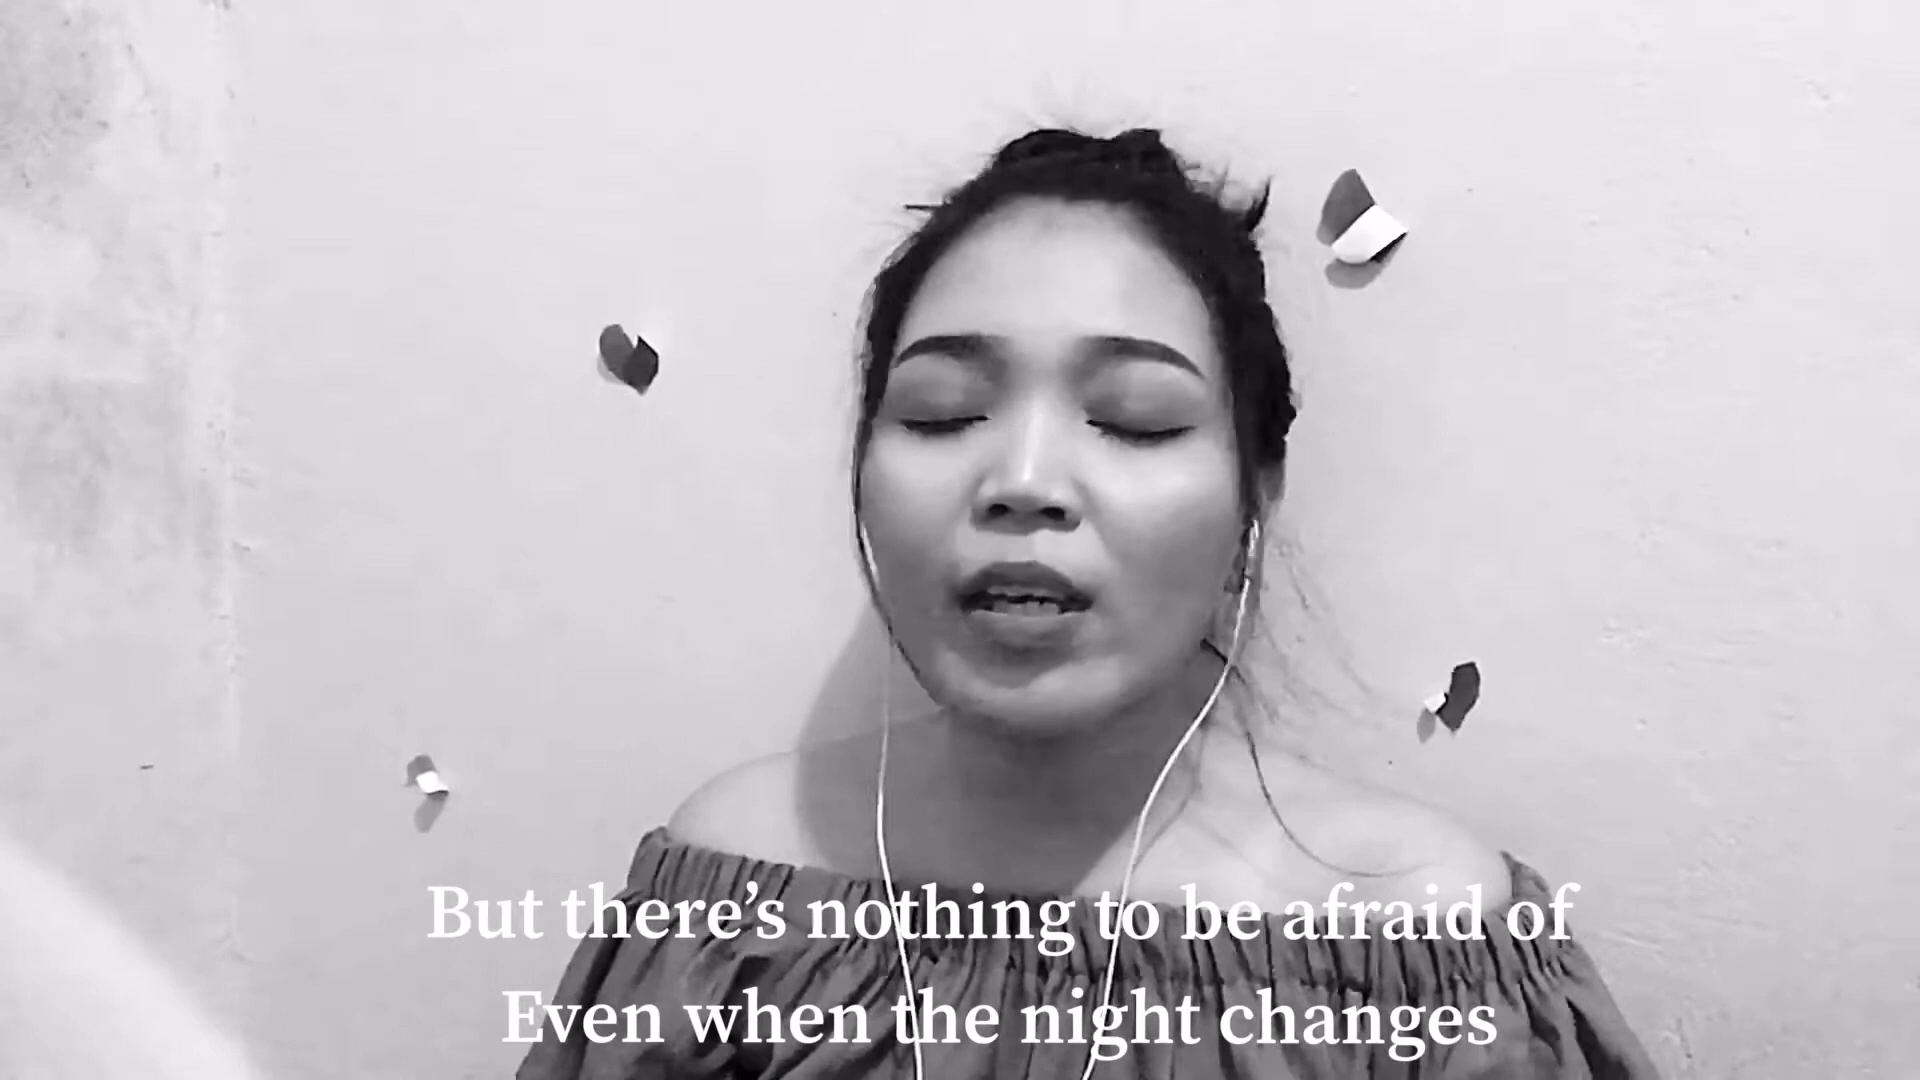 But there’s nothing to be afraid of
Even when the night changes